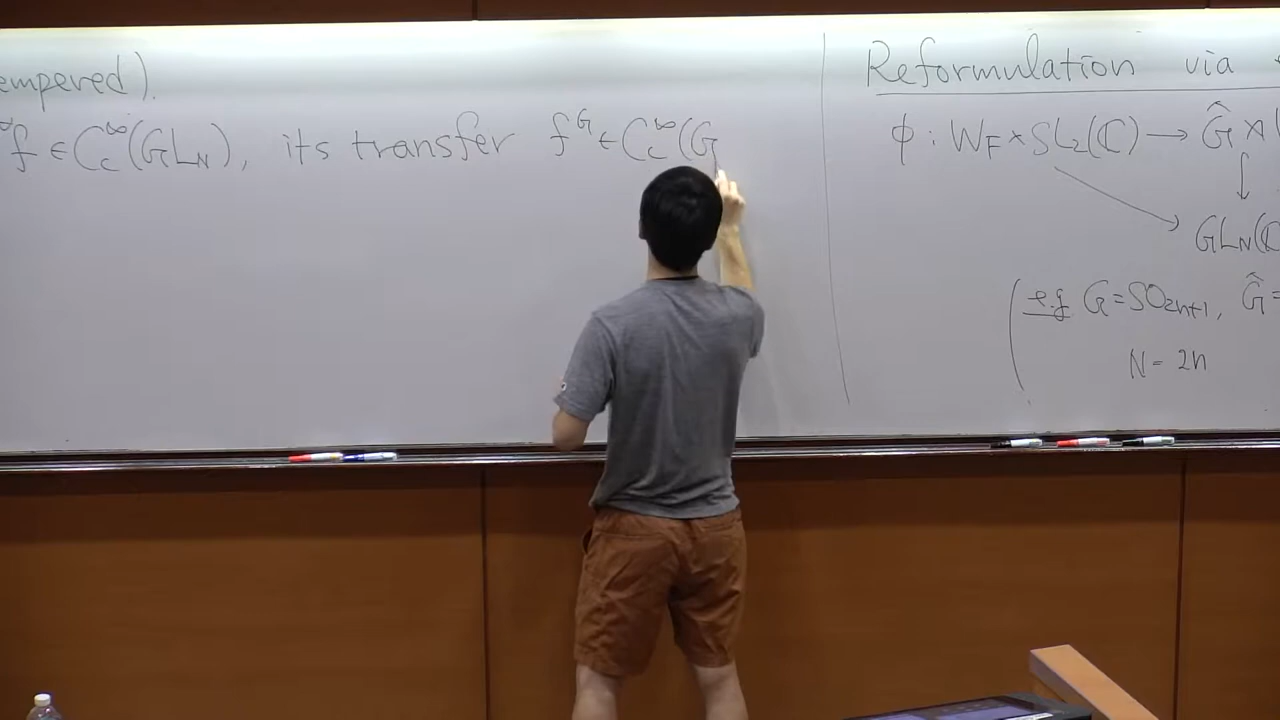 empered).
∀f ∈ C_c^∞(GL_N), its transfer f^G ∈ C_c^∞(G
Reformulation via
φ : W_F × SL_2(ℂ) → Ĝ ×
GL_N(ℂ
e.g G = SO_{2n+1}, Ĝ =
N = 2n